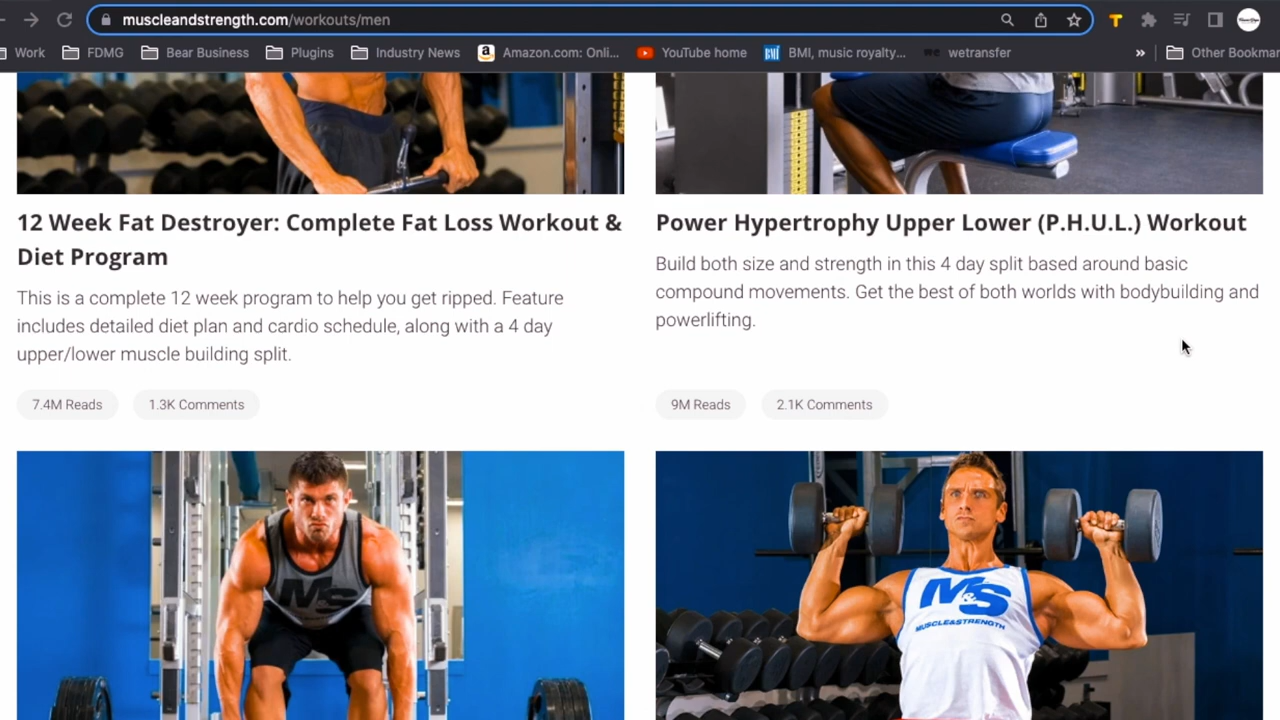 muscleandstrength.com/workouts/men
Work FDMG Bear Business Plugins Industry News Amazon.com: Onli... YouTube home BMI, music royalty... wetransfer » Other Bookmar
12 Week Fat Destroyer: Complete Fat Loss Workout &
Diet Program
This is a complete 12 week program to help you get ripped. Feature
includes detailed diet plan and cardio schedule, along with a 4 day
upper/lower muscle building split.
7.4M Reads 1.3K Comments
Power Hypertrophy Upper Lower (P.H.U.L.) Workout
Build both size and strength in this 4 day split based around basic
compound movements. Get the best of both worlds with bodybuilding and
powerlifting.
9M Reads 2.1K Comments
M&S
M&S
MUSCLE&STRENGTH